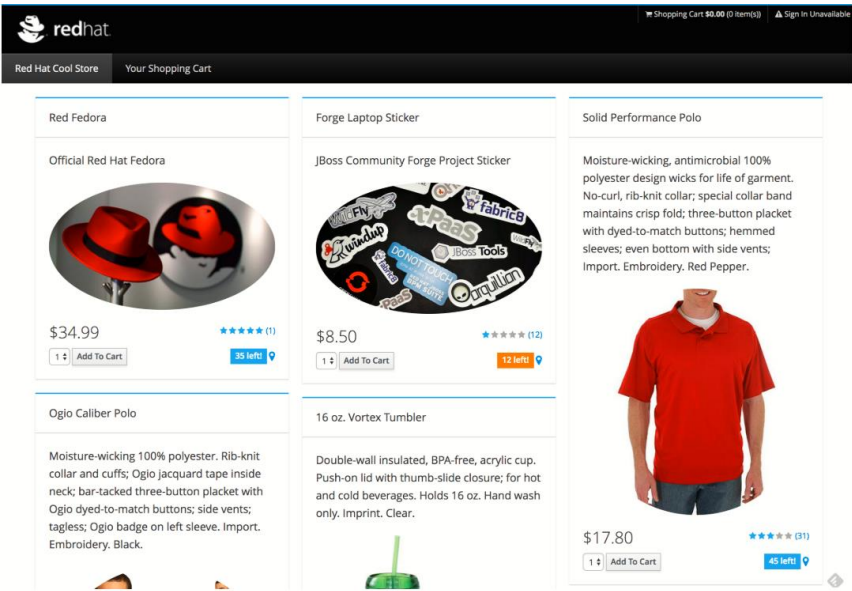 Shopping Cart $0.00 (0 item(s))
Sign In Unavailable
redhat.
Red Hat Cool Store
Your Shopping Cart
Red Fedora
Official Red Hat Fedora
$34.99
(1)
1
Add To Cart
35 left!
Forge Laptop Sticker
JBoss Community Forge Project Sticker
WildFly
fabric8
xPaaS
windup
JBoss Tools
DO NOT TOUCH
fabric8
BPM SUITE
arquillian
PaaS
$8.50
(12)
1
Add To Cart
12 left!
Solid Performance Polo
Moisture-wicking, antimicrobial 100%
polyester design wicks for life of garment.
No-curl, rib-knit collar; special collar band
maintains crisp fold; three-button placket
with dyed-to-match buttons; hemmed
sleeves; even bottom with side vents;
Import. Embroidery. Red Pepper.
$17.80
(31)
1
Add To Cart
45 left!
Ogio Caliber Polo
Moisture-wicking 100% polyester. Rib-knit
collar and cuffs; Ogio jacquard tape inside
neck; bar-tacked three-button placket with
Ogio dyed-to-match buttons; side vents;
tagless; Ogio badge on left sleeve. Import.
Embroidery. Black.
16 oz. Vortex Tumbler
Double-wall insulated, BPA-free, acrylic cup.
Push-on lid with thumb-slide closure; for hot
and cold beverages. Holds 16 oz. Hand wash
only. Imprint. Clear.